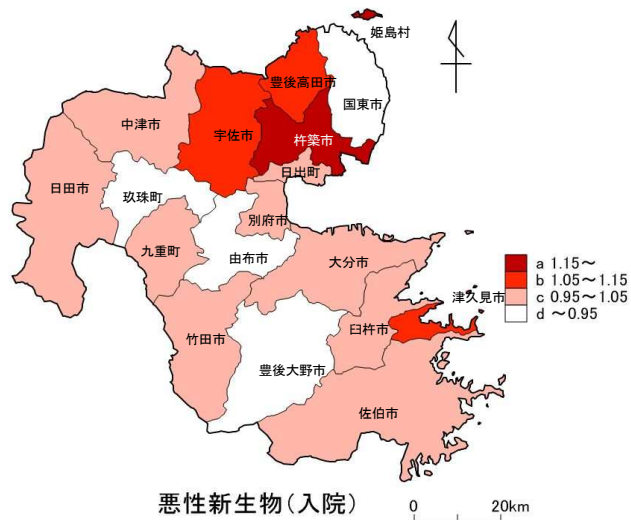 姫島村
豊後高田市
国東市
中津市
宇佐市
杵築市
日出町
日田市
玖珠町
別府市
九重町
由布市
大分市
a 1.15~
b 1.05~1.15
c 0.95~1.05
d ~0.95
津久見市
臼杵市
竹田市
豊後大野市
佐伯市
悪性新生物(入院)
0 20km